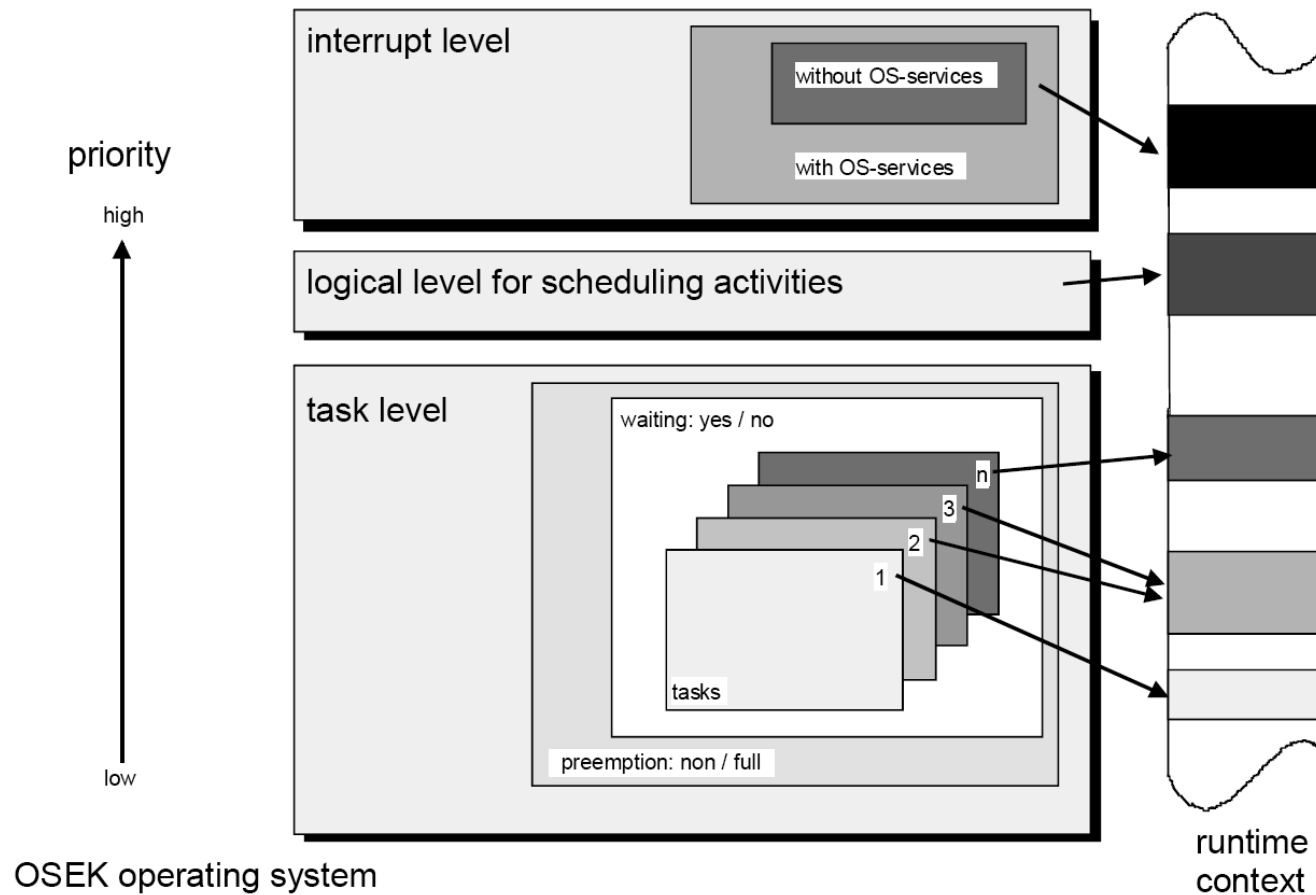 interrupt level
without OS-services
with OS-services
priority
high
logical level for scheduling activities
task level
waiting: yes / no
n
3
2
1
tasks
preemption: non / full
low
runtime
context
OSEK operating system